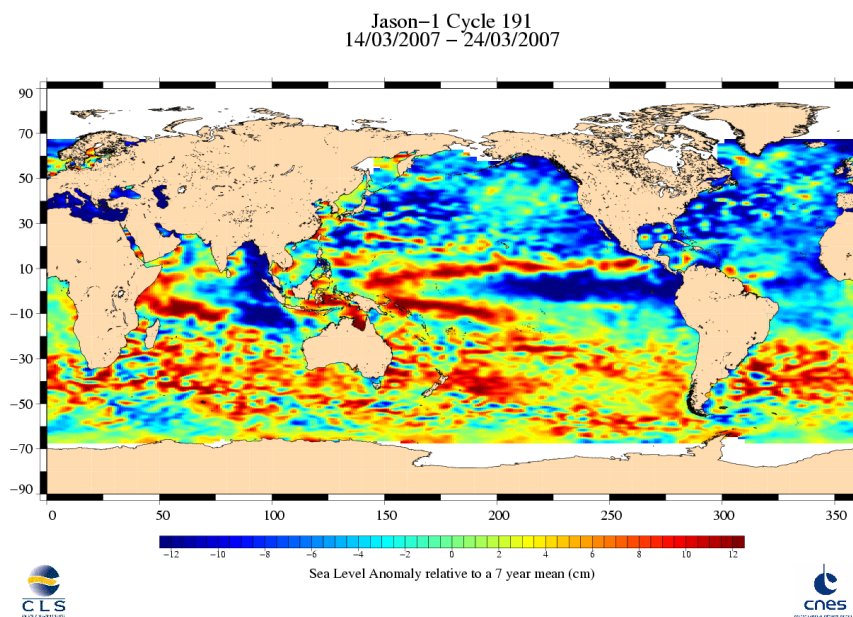 Jason−1 Cycle 191
14/03/2007 − 24/03/2007
90
70
50
30
10
−10
−30
−50
−70
−90
0 50 100 150 200 250 300 350
−12 −10 −8 −6 −4 −2 0 2 4 6 8 10 12
Sea Level Anomaly relative to a 7 year mean (cm)
CLS
cnes